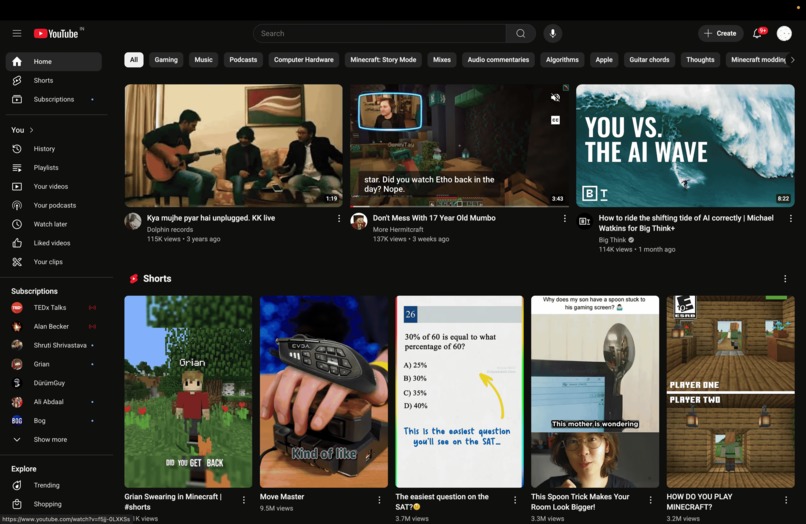 YouTube
IN
Search
Create
9+
All
Gaming
Music
Podcasts
Computer Hardware
Minecraft: Story Mode
Mixes
Audio commentaries
Algorithms
Apple
Guitar chords
Thoughts
Minecraft modding
Home
Shorts
Subscriptions
You
History
Playlists
Your videos
Your podcasts
Watch later
Liked videos
Your clips
Subscriptions
TEDx Talks
Alan Becker
Shruti Shrivastava
Grian
DürümGuy
Ali Abdaal
BOG
Bog
Show more
Explore
Trending
Shopping
https://www.youtube.com/watch?v=fSjj-0LXKSs
1:19
Kya mujhe pyar hai unplugged. KK live
Dolphin records
115K views • 3 years ago
star. Did you watch Etho back in the
day? Nope.
CC
3:43
Don't Mess With 17 Year Old Mumbo
More Hermitcraft
137K views • 3 weeks ago
YOU VS.
THE AI WAVE
8:22
How to ride the shifting tide of AI correctly | Michael
Watkins for Big Think+
Big Think
114K views • 1 month ago
Shorts
Grian
DID YOU GET BACK
Grian Swearing in Minecraft |
#shorts
1K views
EVGA
Kind of like
Move Master
9.5M views
26
30% of 60 is equal to what
percentage of 60?
A) 25%
B) 30%
C) 35%
D) 40%
This is the easiest question
you'll see on the SAT...
The easiest question on the
SAT?
3.7M views
Why does my son have a spoon stuck to
his gaming screen?
This mother is wondering
This Spoon Trick Makes Your
Room Look Bigger!
3.3M views
ESRB
PLAYER ONE
PLAYER TWO
HOW DO YOU PLAY
MINECRAFT?
3.2M views